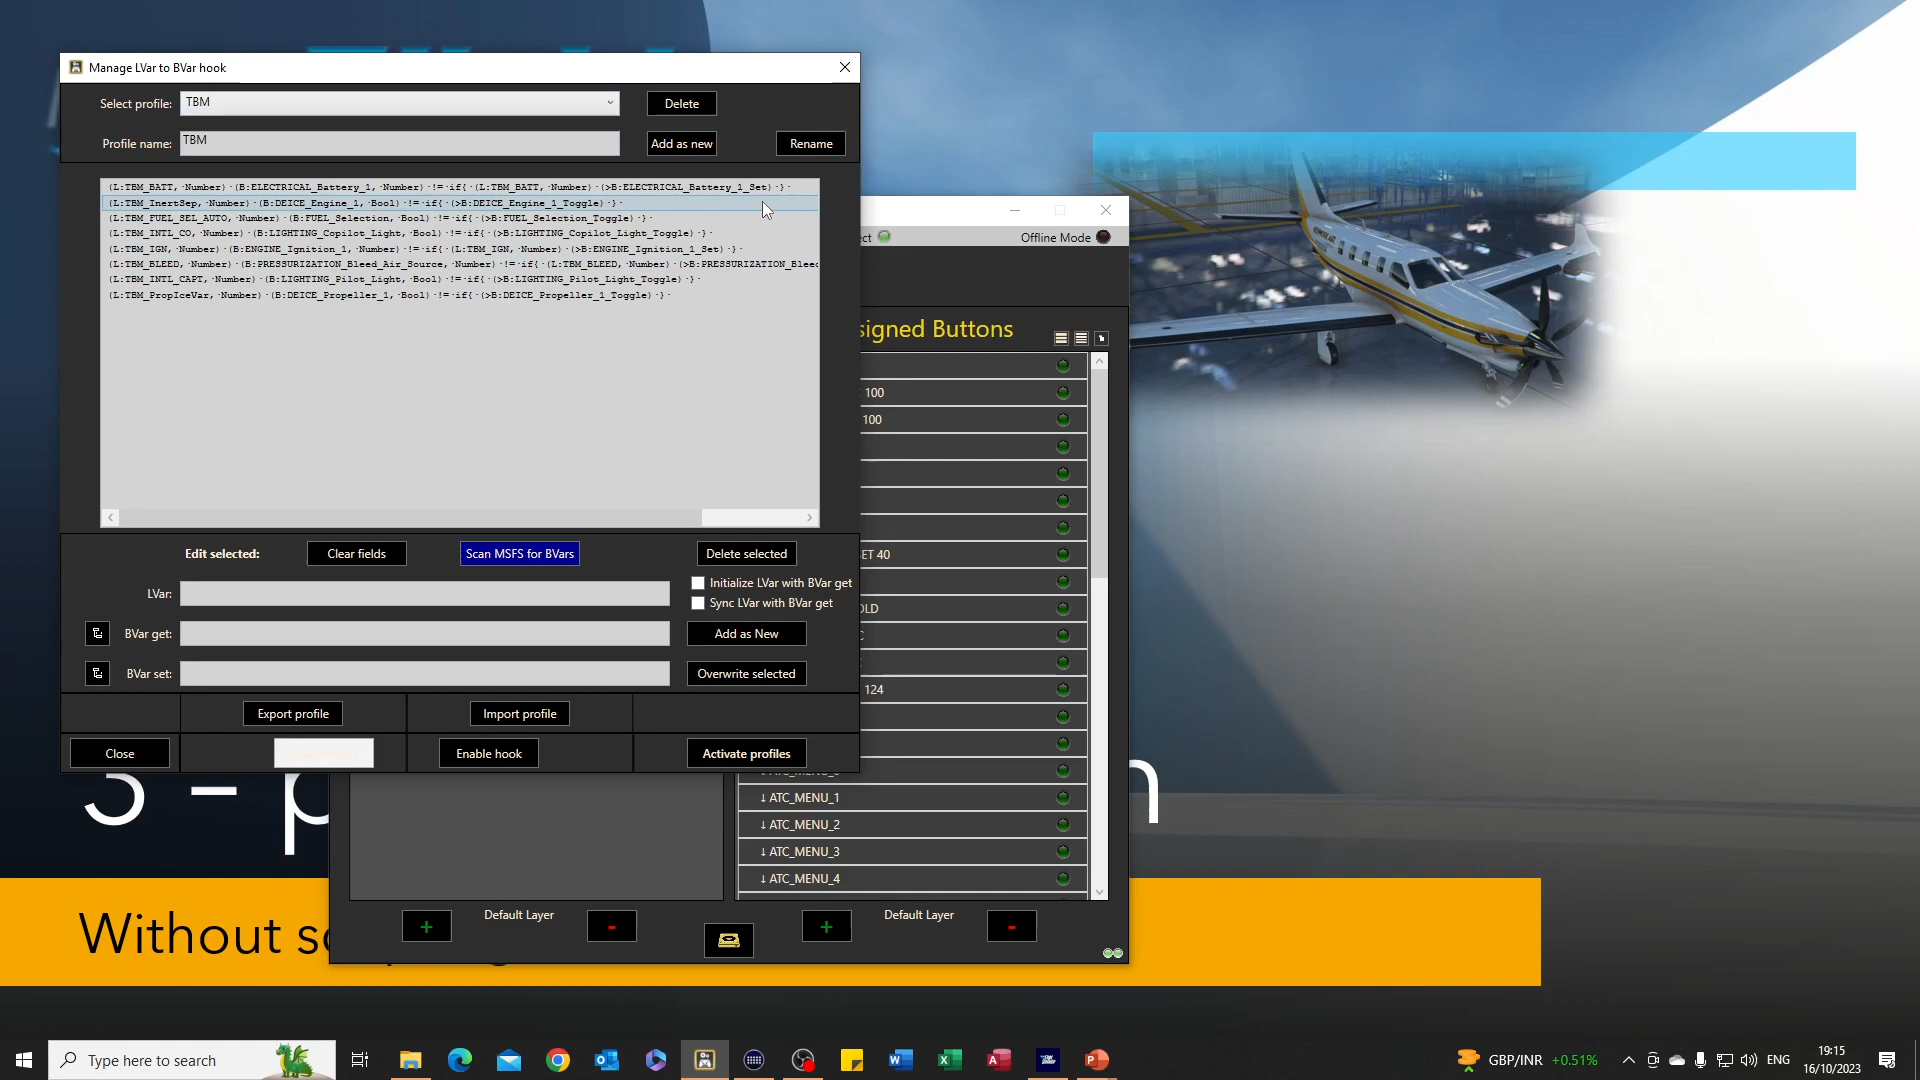 Manage LVar to BVar hook
Select profile:
TBM
Delete
Profile name:
TBM
Add as new
Rename
(L:TBM_BATT, Number) (B:ELECTRICAL_Battery_1, Number) != if{ (L:TBM_BATT, Number) (>B:ELECTRICAL_Battery_1_Set) }
(L:TBM_InertSep, Number) (B:DEICE_Engine_1, Bool) != if{ (>B:DEICE_Engine_1_Toggle) }
(L:TBM_FUEL_SEL_AUTO, Number) (B:FUEL_Selection, Bool) != if{ (>B:FUEL_Selection_Toggle) }
(L:TBM_INTL_CO, Number) (B:LIGHTING_Copilot_Light, Bool) != if{ (>B:LIGHTING_Copilot_Light_Toggle) }
(L:TBM_IGN, Number) (B:ENGINE_Ignition_1, Number) != if{ (L:TBM_IGN, Number) (>B:ENGINE_Ignition_1_Set) }
(L:TBM_BLEED, Number) (B:PRESSURIZATION_Bleed_Air_Source, Number) != if{ (L:TBM_BLEED, Number) (>B:PRESSURIZATION_Bleed
(L:TBM_INTL_CAPT, Number) (B:LIGHTING_Pilot_Light, Bool) != if{ (>B:LIGHTING_Pilot_Light_Toggle) }
(L:TBM_PropIceVar, Number) (B:DEICE_Propeller_1, Bool) != if{ (>B:DEICE_Propeller_1_Toggle) }
Edit selected:
Clear fields
Scan MSFS for BVars
Delete selected
Initialize LVar with BVar get
LVar:
Sync LVar with BVar get
BVar get:
Add as New
BVar set:
Overwrite selected
Export profile
Import profile
Close
Enable hook
Activate profiles
ect
Offline Mode
signed Buttons
100
100
ET 40
OLD
C
124
↓ ATC_MENU_1
↓ ATC_MENU_2
↓ ATC_MENU_3
↓ ATC_MENU_4
+
Default Layer
-
+
Default Layer
-
3 - p
n
Without s
Type here to search
GBP/INR +0.51%
ENG
19:15
16/10/2023